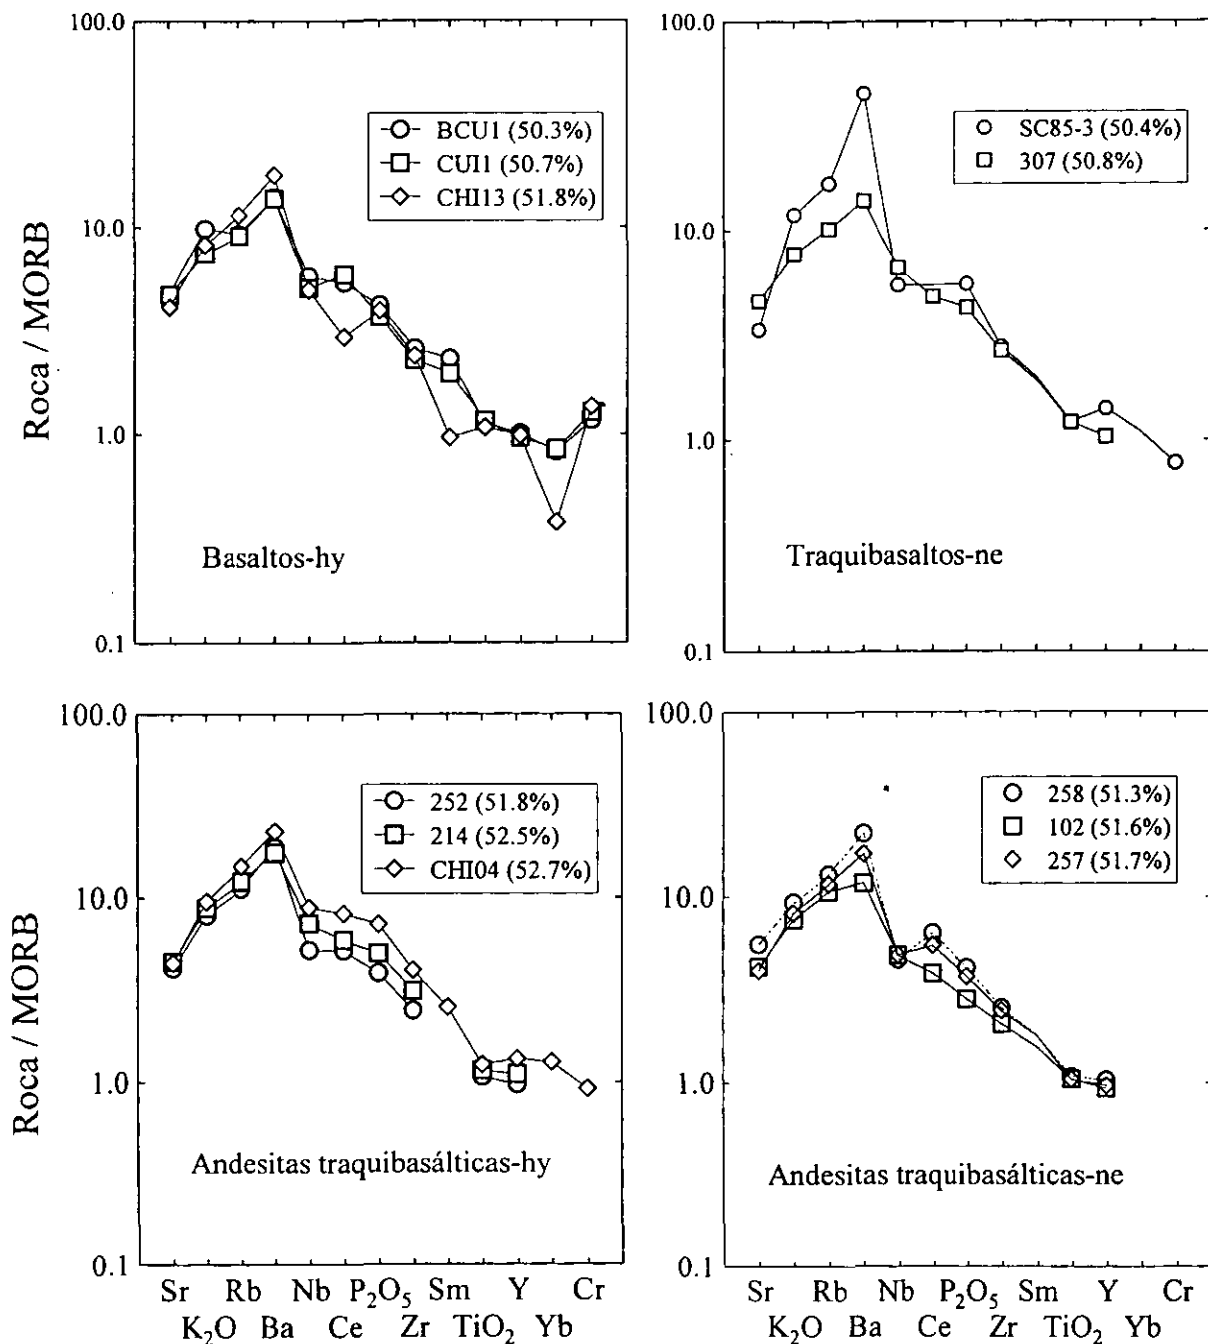 Roca / MORB
100.0
10.0
1.0
0.1
BCU1 (50.3%)
CUI1 (50.7%)
CHI13 (51.8%)
Basaltos-hy
100.0
10.0
1.0
0.1
SC85-3 (50.4%)
307 (50.8%)
Traquibasaltos-ne
Roca / MORB
100.0
10.0
1.0
0.1
252 (51.8%)
214 (52.5%)
CHI04 (52.7%)
Andesitas traquibasálticas-hy
Sr Rb Nb P₂O₅ Sm Y Cr
K₂O Ba Ce Zr TiO₂ Yb
100.0
10.0
1.0
0.1
258 (51.3%)
102 (51.6%)
257 (51.7%)
Andesitas traquibasálticas-ne
Sr Rb Nb P₂O₅ Sm Y Cr
K₂O Ba Ce Zr TiO₂ Yb